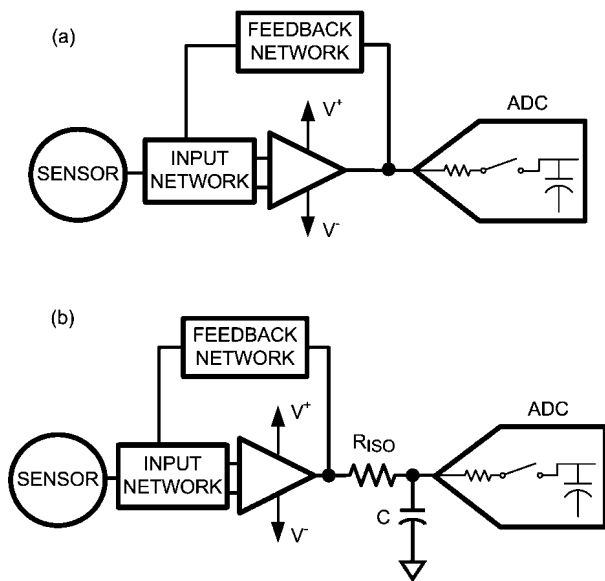 (a)
FEEDBACK
NETWORK
V+
ADC
SENSOR
INPUT
NETWORK
V-
(b)
FEEDBACK
NETWORK
V+
ADC
RISO
SENSOR
INPUT
NETWORK
V-
C